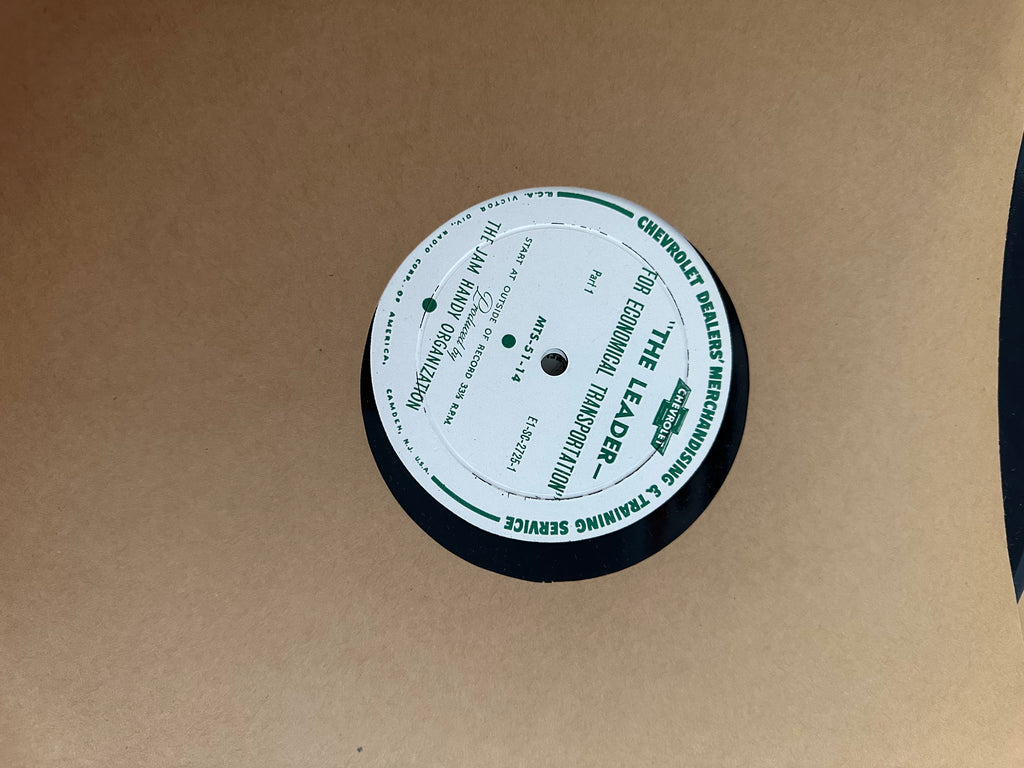 CHEVROLET DEALERS' MERCHANDISING & TRAINING SERVICE
CHEVROLET
"THE LEADER—
FOR ECONOMICAL TRANSPORTATION"
Part 1
MTS-51-14
E1-SC-2725-1
START AT OUTSIDE OF RECORD 33⅓ R.P.M.
Produced by
THE JAM HANDY ORGANIZATION
R.C.A. VICTOR DIV., RADIO CORP. OF AMERICA. CAMDEN, N.J. U.S.A.